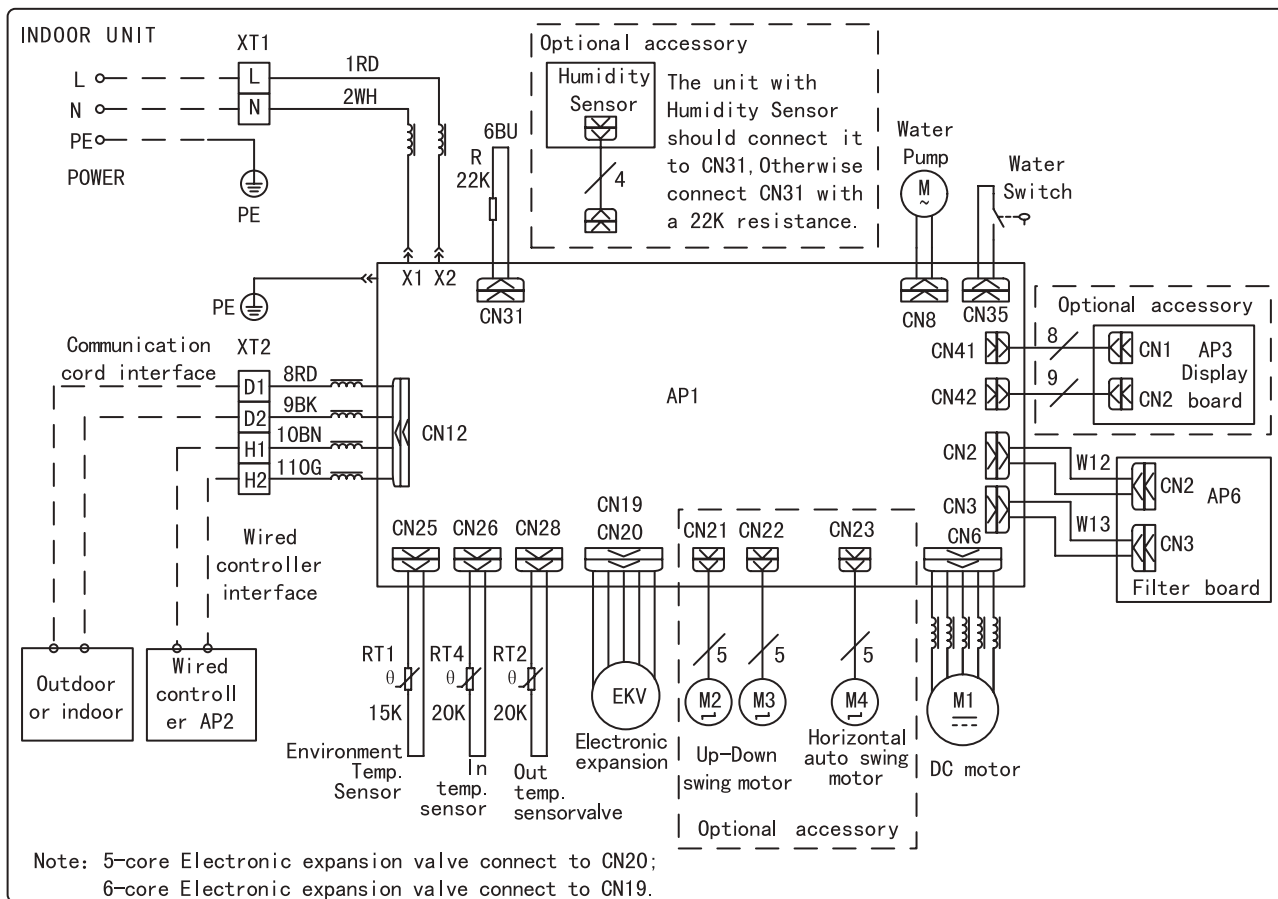 INDOOR UNIT
XT1
L
N
PE
POWER
L
N
1RD
2WH
PE
R
22K
6BU
Optional accessory
Humidity
Sensor
4
The unit with
Humidity Sensor
should connect it
to CN31,Otherwise
connect CN31 with
a 22K resistance.
Water
Pump
M
~
Water
Switch
X1 X2
CN31
CN8
CN35
PE
Communication
cord interface
XT2
D1
D2
H1
H2
8RD
9BK
10BN
11OG
CN12
AP1
Optional accessory
CN41
8
CN1
AP3
Display
board
CN42
9
CN2
CN2
W12
CN2
AP6
CN3
W13
CN3
Filter board
Wired
controller
interface
CN25
CN26
CN28
CN19
CN20
CN21
CN22
CN23
CN6
Outdoor
or indoor
Wired
controll
er AP2
RT1
θ
15K
RT4
θ
20K
RT2
θ
20K
EKV
5
5
5
M2
M3
M4
M1
Environment
Temp.
Sensor
In
temp.
sensor
Out
temp.
sensorvalve
Electronic
expansion
Up-Down
swing motor
Horizontal
auto swing
motor
DC motor
Optional accessory
Note: 5-core Electronic expansion valve connect to CN20;
6-core Electronic expansion valve connect to CN19.